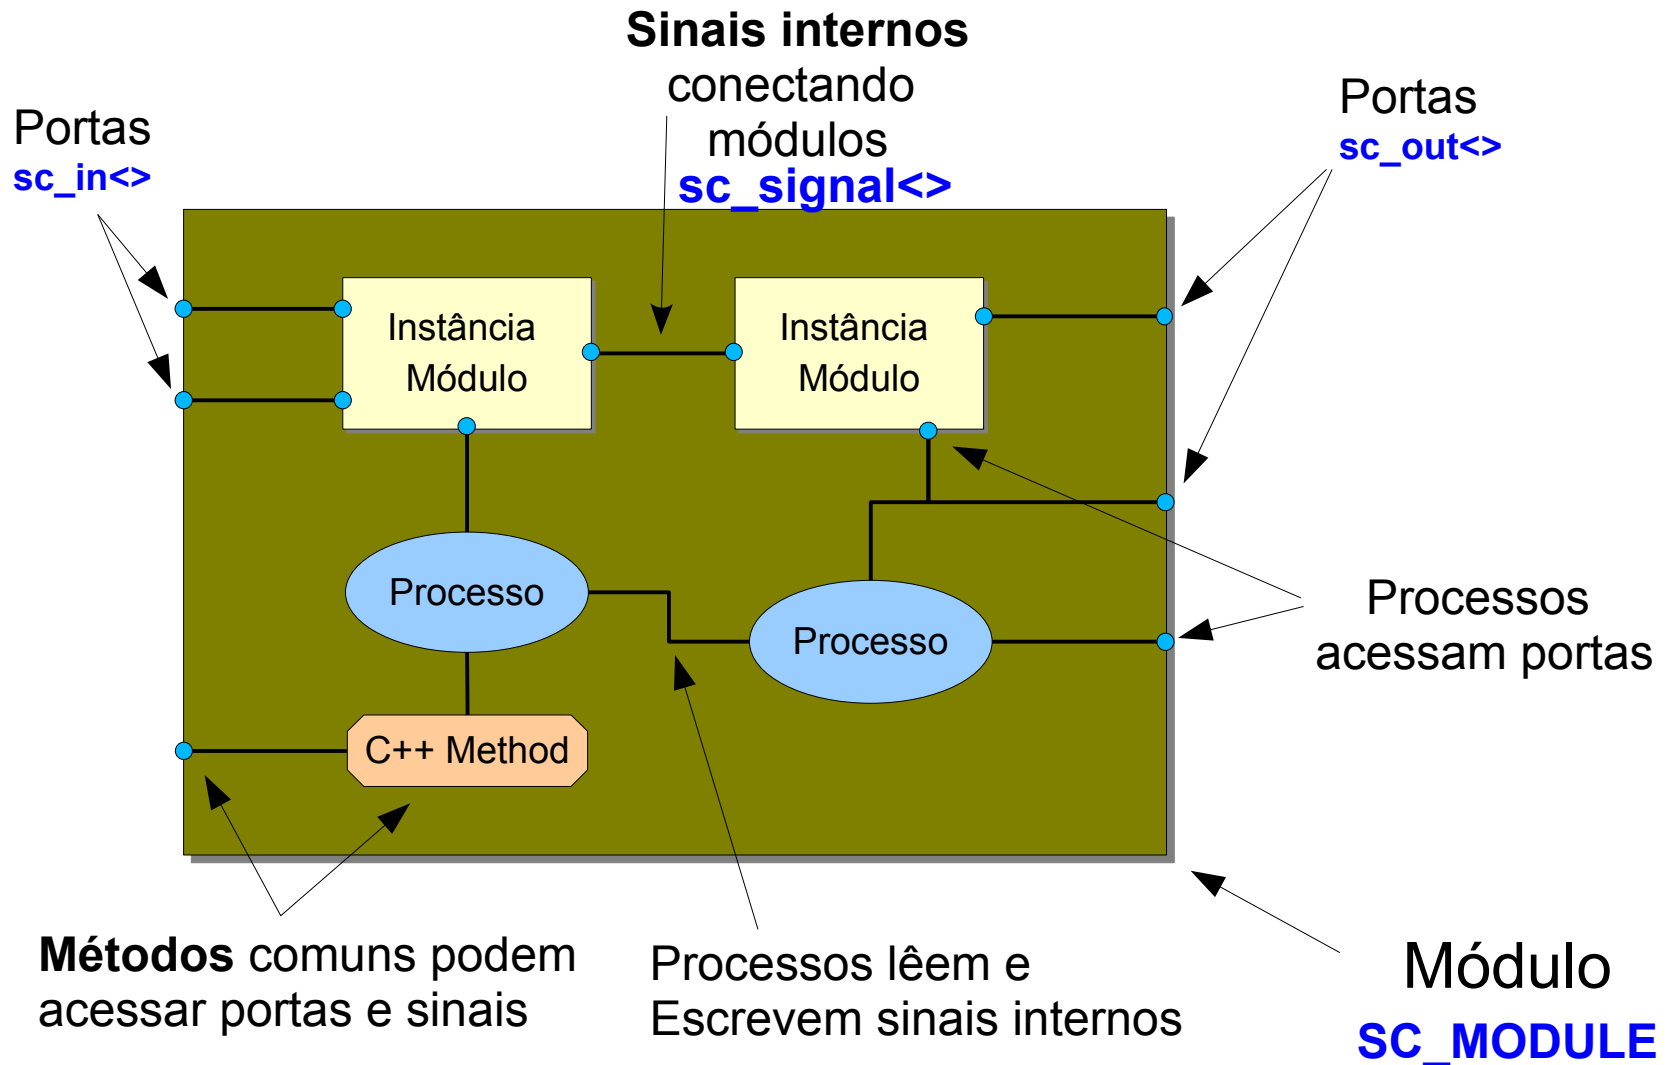 Sinais internos
conectando
módulos
sc_signal<>
Portas
sc_in<>
Portas
sc_out<>
Instância
Módulo
Instância
Módulo
Processo
Processo
C++ Method
Processos
acessam portas
Métodos comuns podem
acessar portas e sinais
Processos lêem e
Escrevem sinais internos
Módulo
SC_MODULE